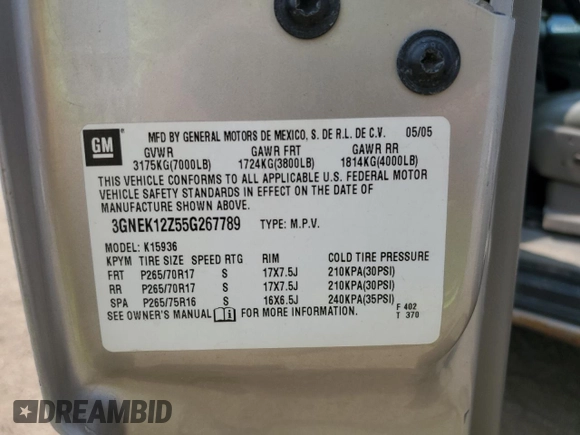 GM
MFD BY GENERAL MOTORS DE MEXICO, S. DE R.L. DE C.V. 05/05
GVWR GAWR FRT GAWR RR
3175KG(7000LB) 1724KG(3800LB) 1814KG(4000LB)
THIS VEHICLE CONFORMS TO ALL APPLICABLE U.S. FEDERAL MOTOR
VEHICLE SAFETY STANDARDS IN EFFECT ON THE DATE OF
MANUFACTURE SHOWN ABOVE.
3GNEK12Z55G267789 TYPE: M.P.V.
MODEL: K15936
KPYM TIRE SIZE SPEED RTG RIM COLD TIRE PRESSURE
FRT P265/70R17 S 17X7.5J 210KPA(30PSI)
RR P265/70R17 S 17X7.5J 210KPA(30PSI)
SPA P265/75R16 S 16X6.5J 240KPA(35PSI)
SEE OWNER'S MANUAL i FOR MORE INFORMATION. F 402
T 370
DREAMBID